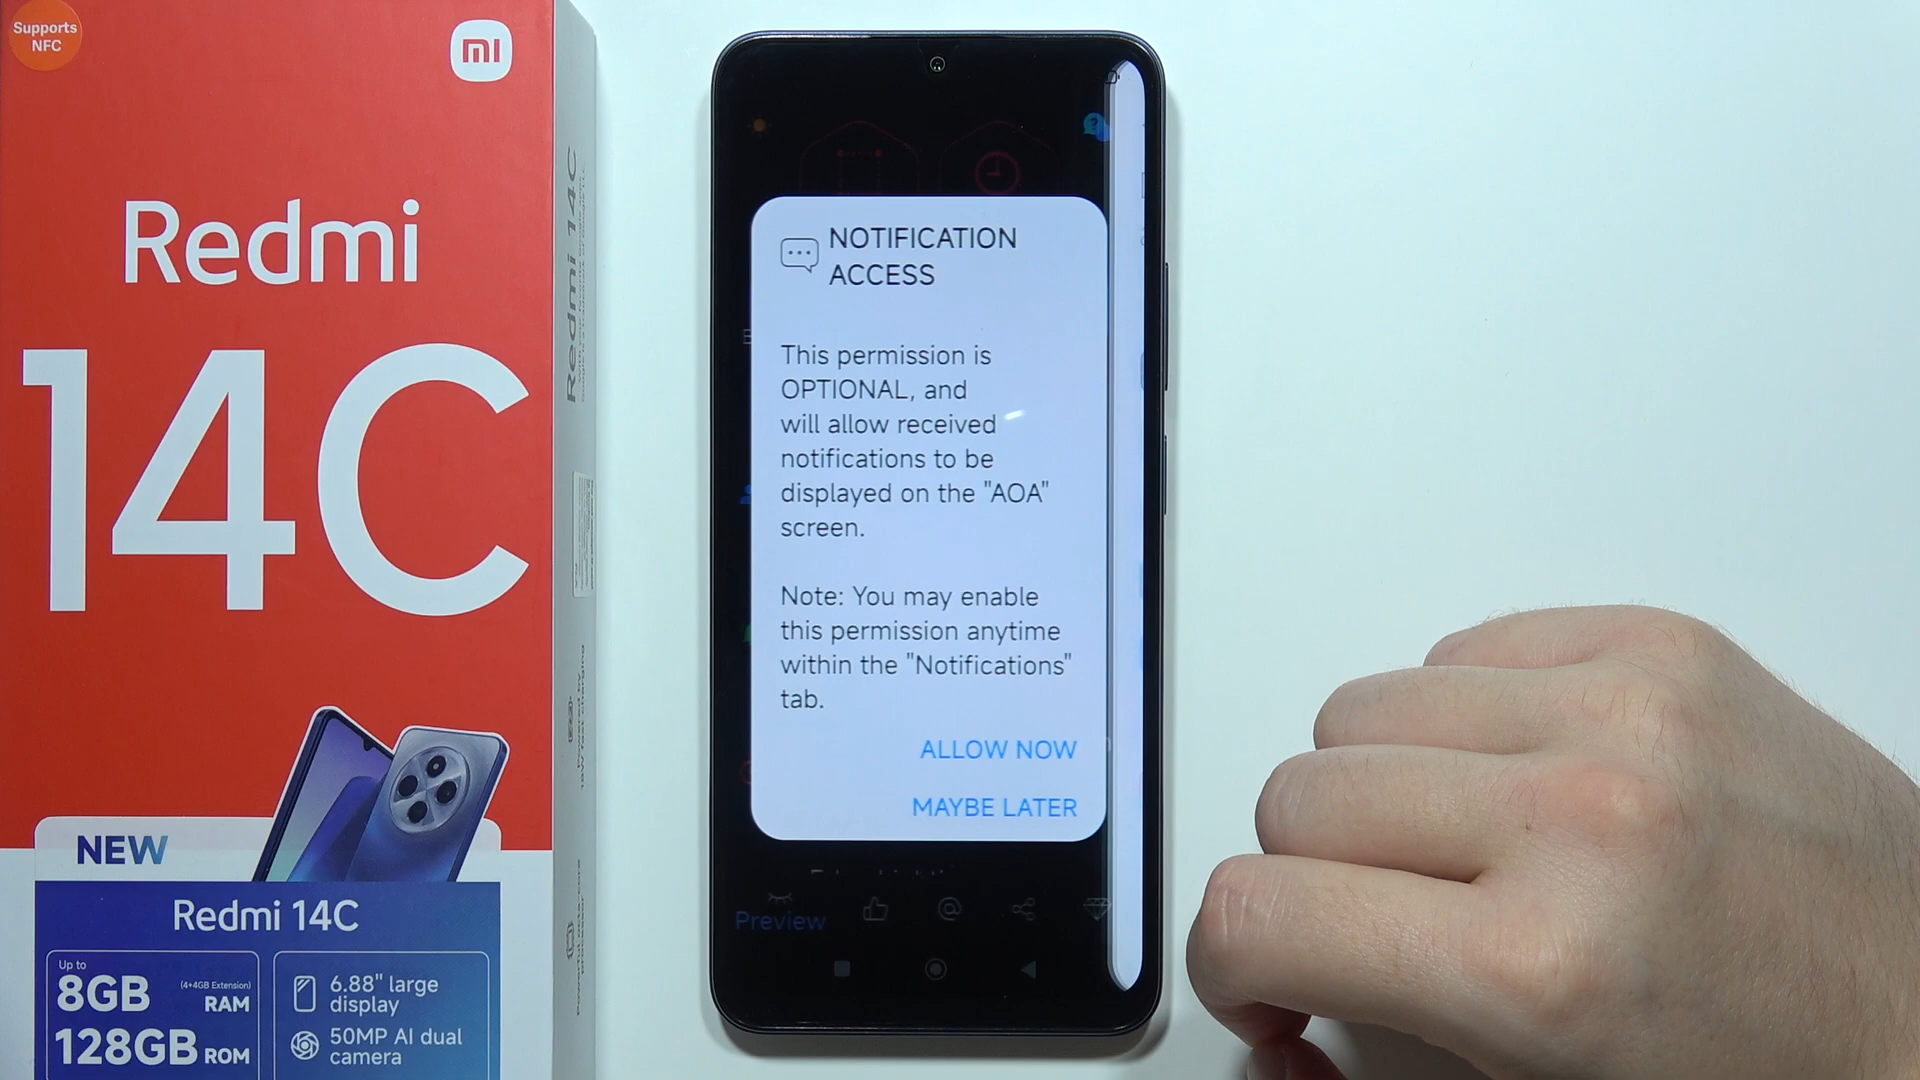 Supports
NFC
Redmi
14C
NEW
Redmi 14C
Up to
8GB
(4+4GB Extension)
RAM
128GB ROM
6.88" large
display
50MP AI dual
camera
Redmi 14C
NOTIFICATION
ACCESS
This permission is
OPTIONAL, and
will allow received
notifications to be
displayed on the "AOA"
screen.
Note: You may enable
this permission anytime
within the "Notifications"
tab.
ALLOW NOW
MAYBE LATER
Preview